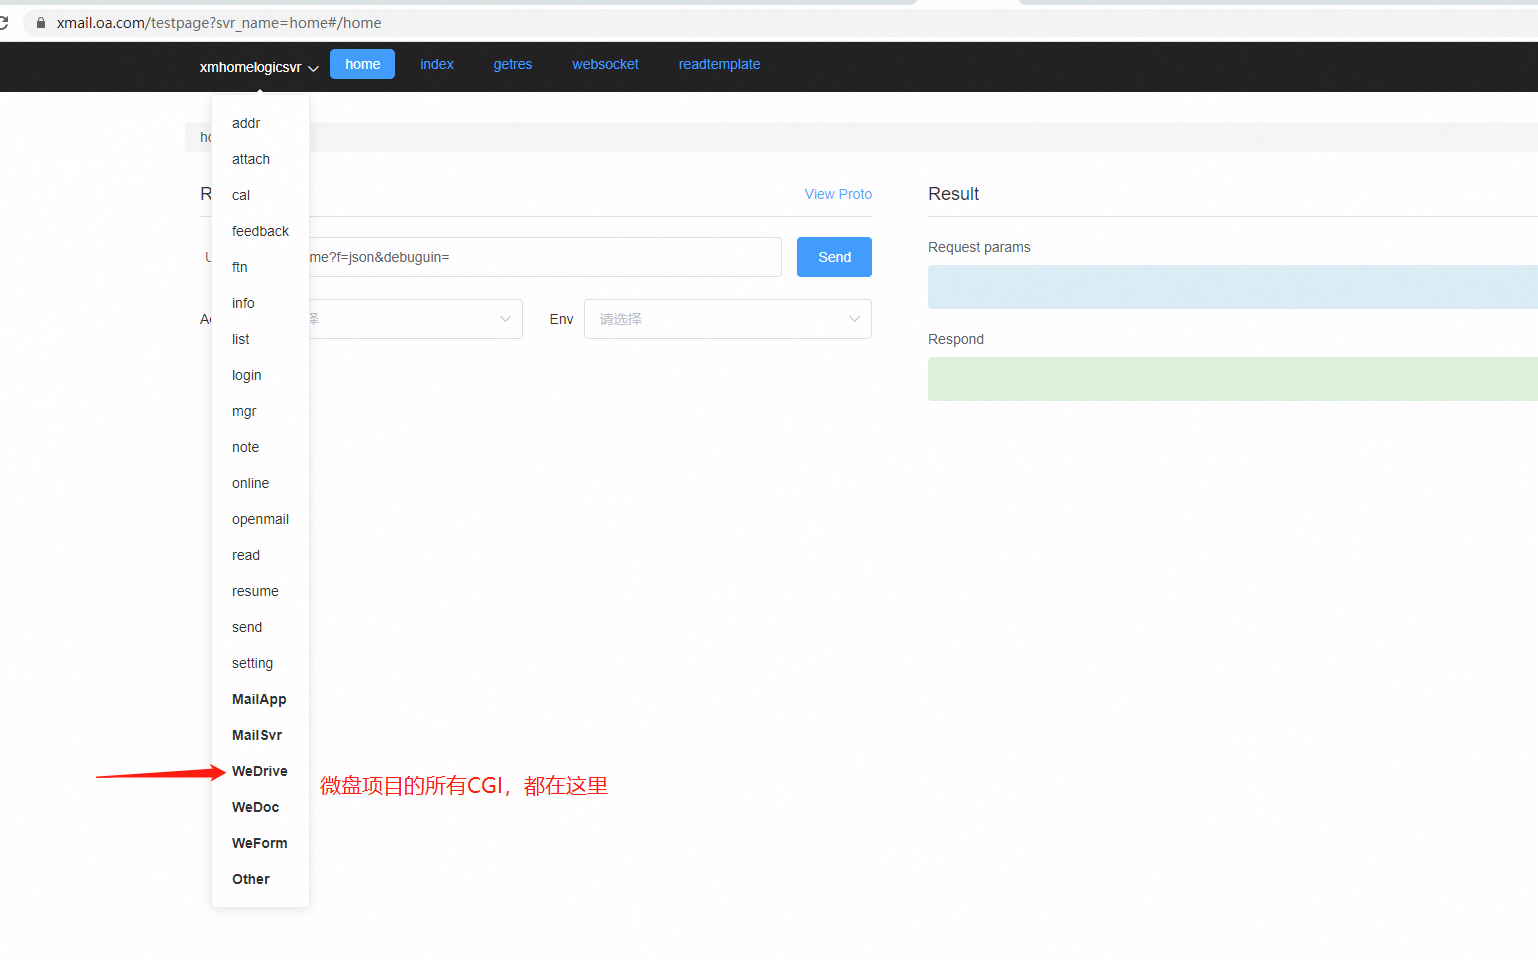 xmail.oa.com/testpage?svr_name=home#/home
xmhomelogicsvr home index getres websocket readtemplate
addr
attach
cal
feedback
ftn
info
list
login
mgr
note
online
openmail
read
resume
send
setting
MailApp
MailSvr
WeDrive
WeDoc
WeForm
Other
View Proto
me?f=json&debuguin=
Send
择
Env 请选择
Result
Request params
Respond
微盘项目的所有CGI，都在这里